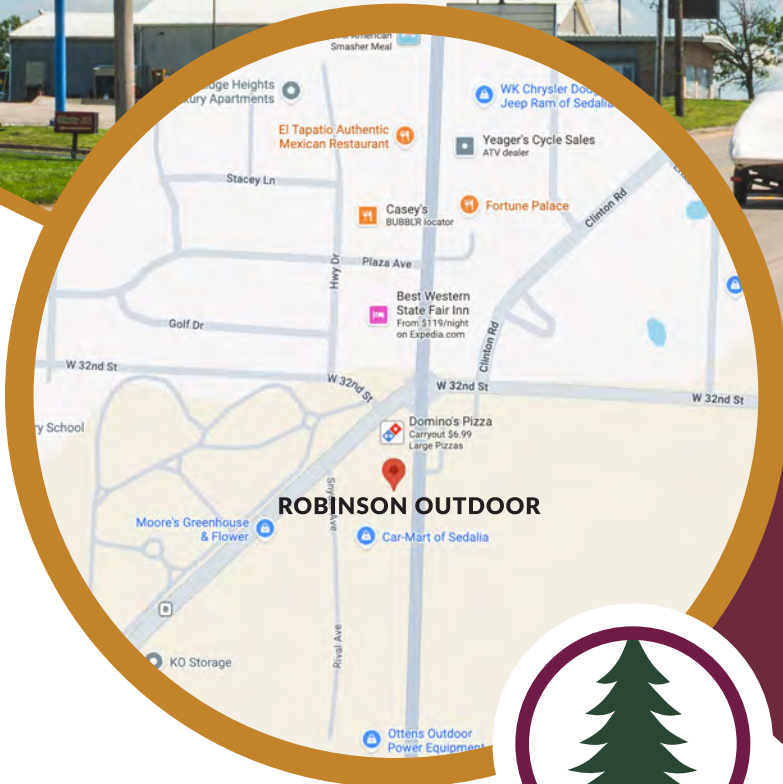 Smasher Meal
WK Chrysler
Jeep Ram of Sedalia
Apartments
El Tapatio Authentic
Mexican Restaurant
Yeager's Cycle Sales
ATV dealer
Stacey Ln
Clinton Rd
Casey's
BUBBLR locator
Fortune Palace
Hwy Dr
Plaza Ave
Best Western
State Fair Inn
From $119/night
on Expedia.com
Golf Dr
Clinton Rd
W 32nd St
W 32nd St
W 32nd St
W 32nd St
Domino's Pizza
Carryout $6.99
Large Pizzas
School
ROBINSON OUTDOOR
Moore's Greenhouse
& Flower
Car-Mart of Sedalia
B
Rival Ave
KO Storage
Ottens Outdoor
Power Equipment